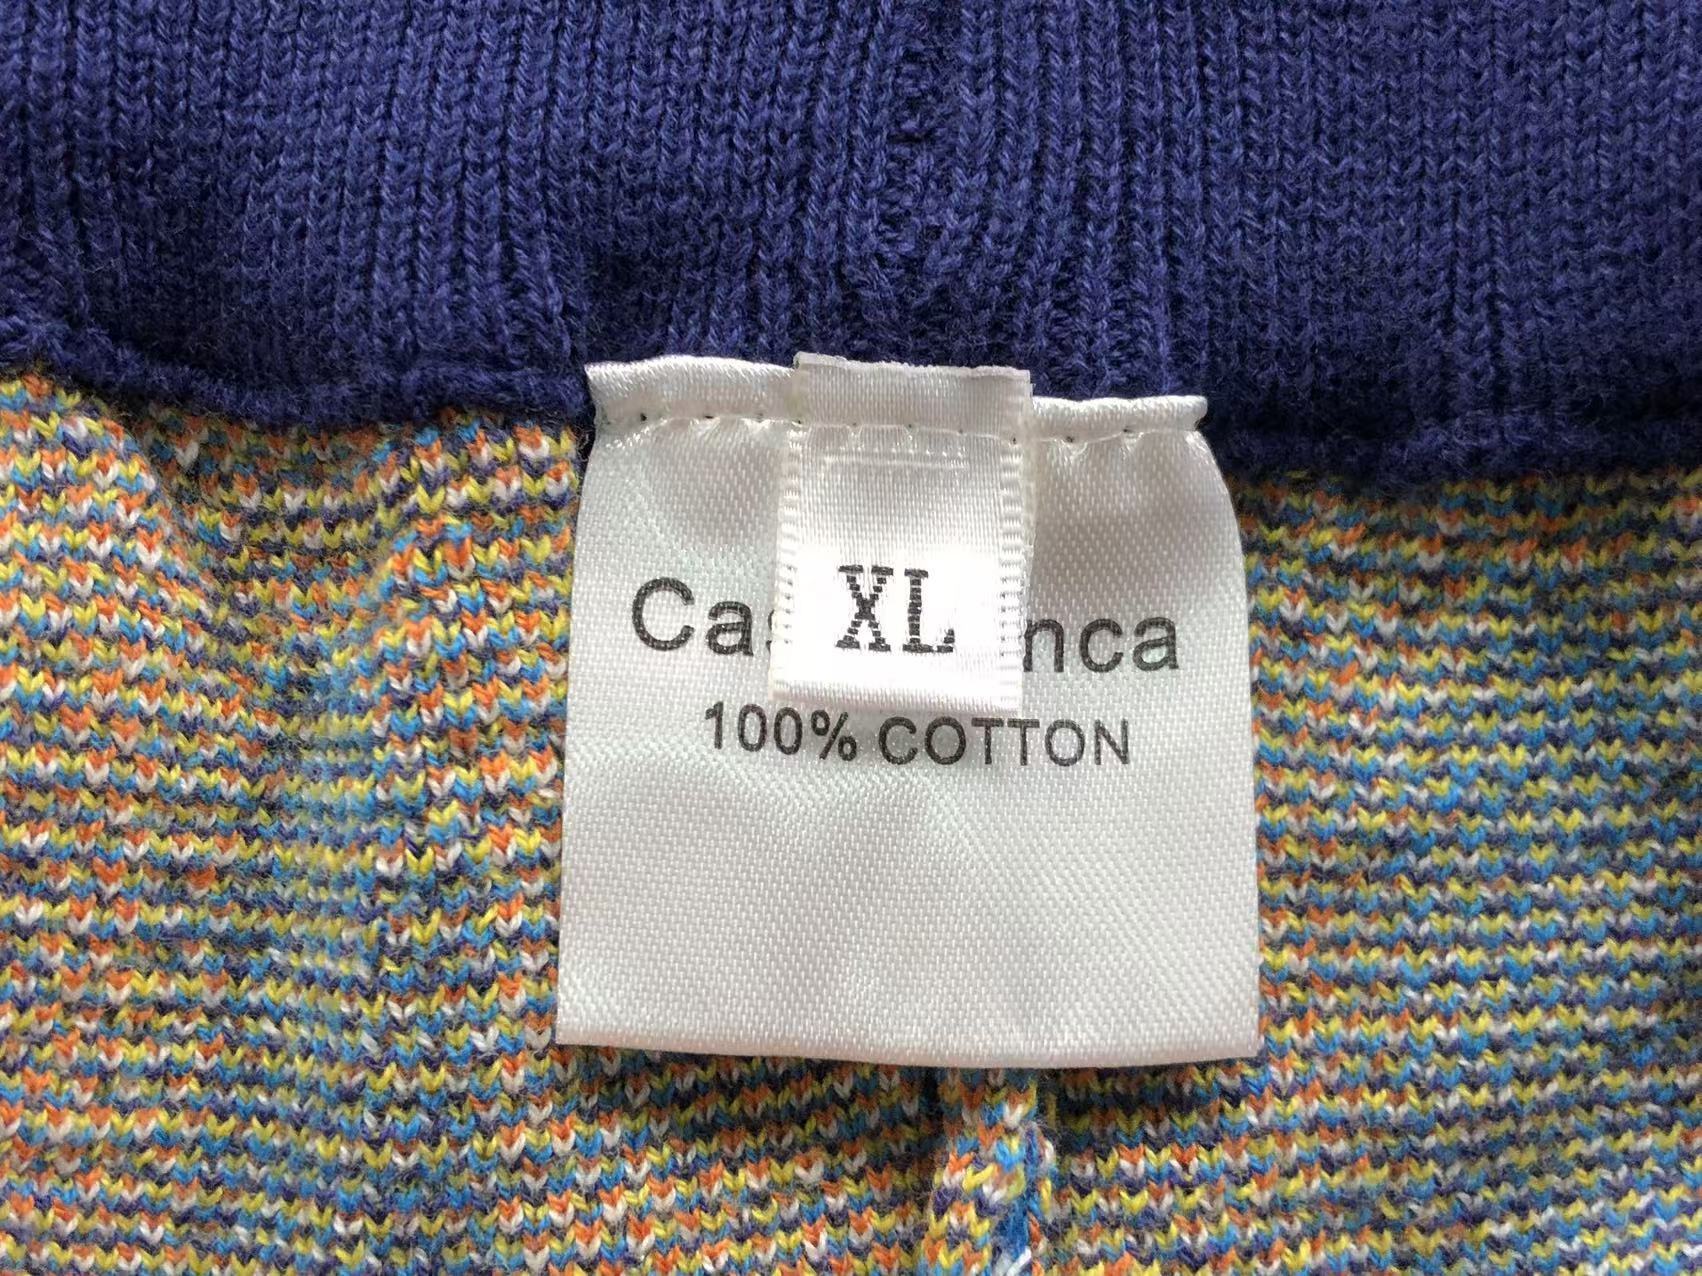 XL
Cas nca
100% COTTON